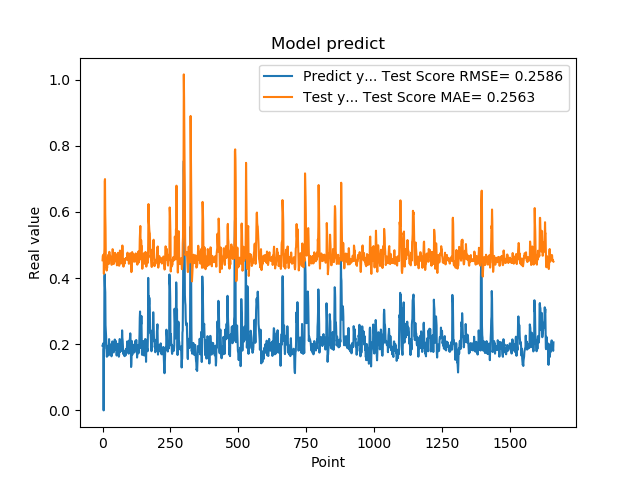 Model predict
Predict y... Test Score RMSE= 0.2586
Test y... Test Score MAE= 0.2563
Real value
1.0
0.8
0.6
0.4
0.2
0.0
0 250 500 750 1000 1250 1500
Point